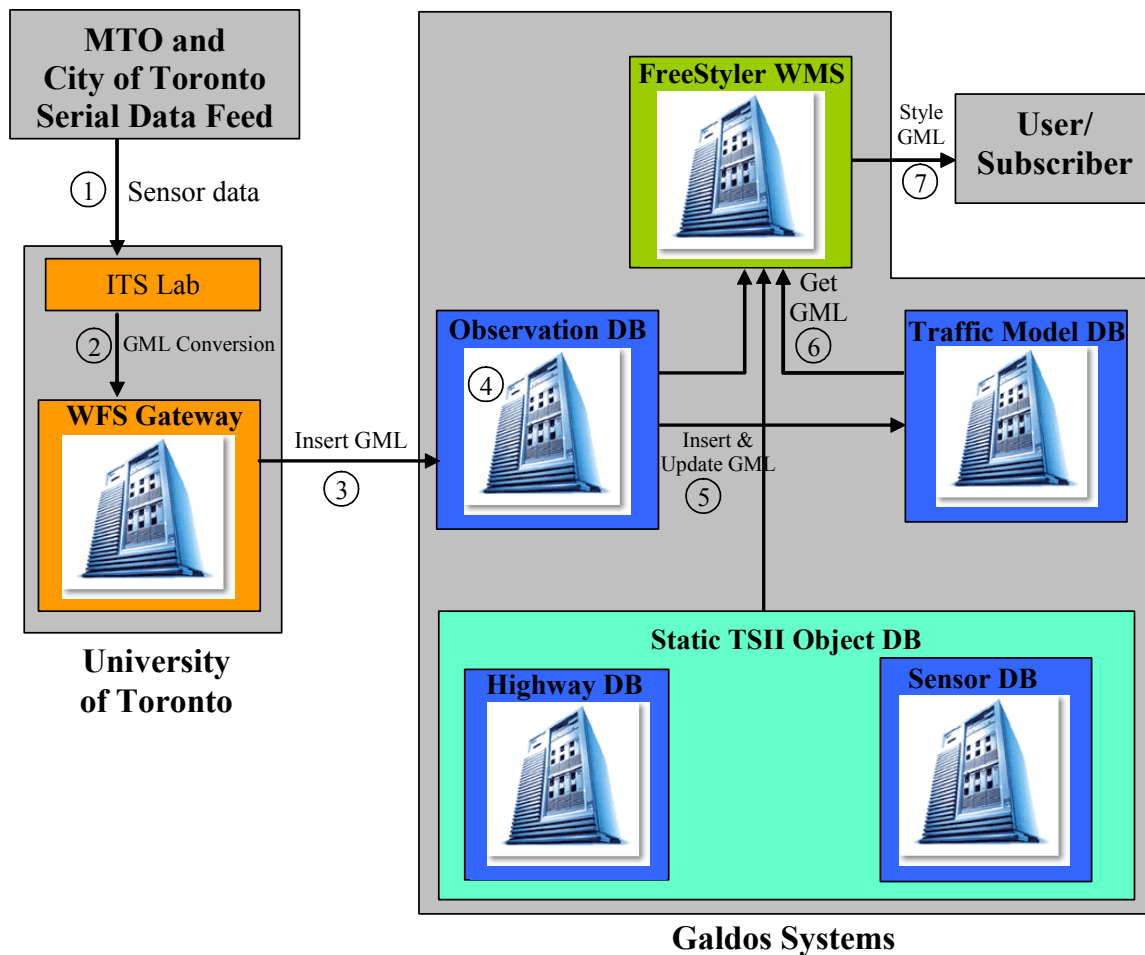 MTO and
City of Toronto
Serial Data Feed
1
Sensor data
ITS Lab
2
GML Conversion
WFS Gateway
University
of Toronto
Insert GML
3
FreeStyler WMS
Style
GML
7
User/
Subscriber
Get
GML
6
Observation DB
4
Traffic Model DB
Insert &
Update GML
5
Static TSII Object DB
Highway DB
Sensor DB
Galdos Systems